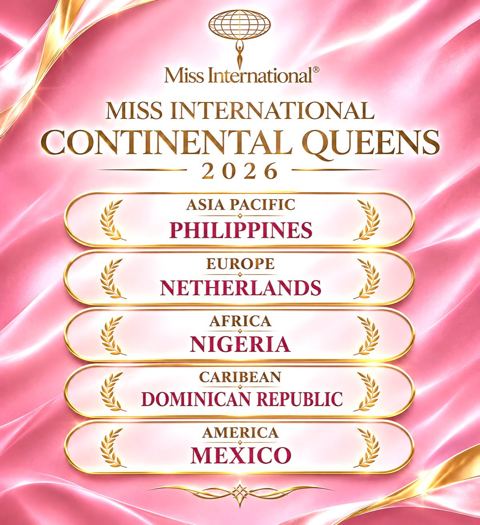 Miss International®
MISS INTERNATIONAL
CONTINENTAL QUEENS
2026
ASIA PACIFIC
PHILIPPINES
EUROPE
NETHERLANDS
AFRICA
NIGERIA
CARIBEAN
DOMINICAN REPUBLIC
AMERICA
MEXICO